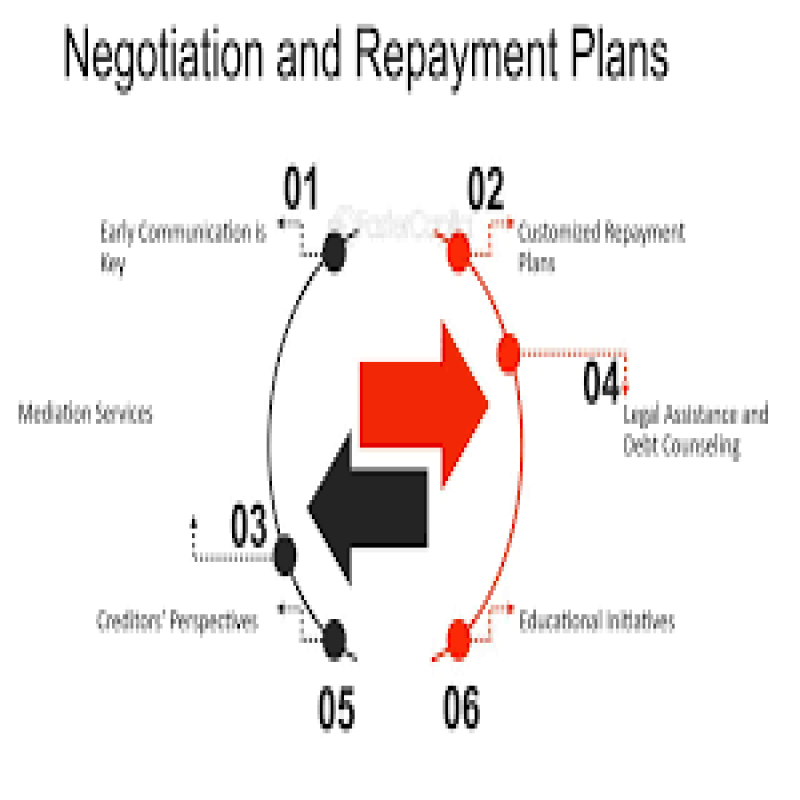 Negotiation and Repayment Plans
01
Early Communication is
Key
02
Customized Repayment
Plans
Mediation Services
03
04
Legal Assistance and
Debt Counseling
Creditors' Perspectives
05
Educational Initiatives
06